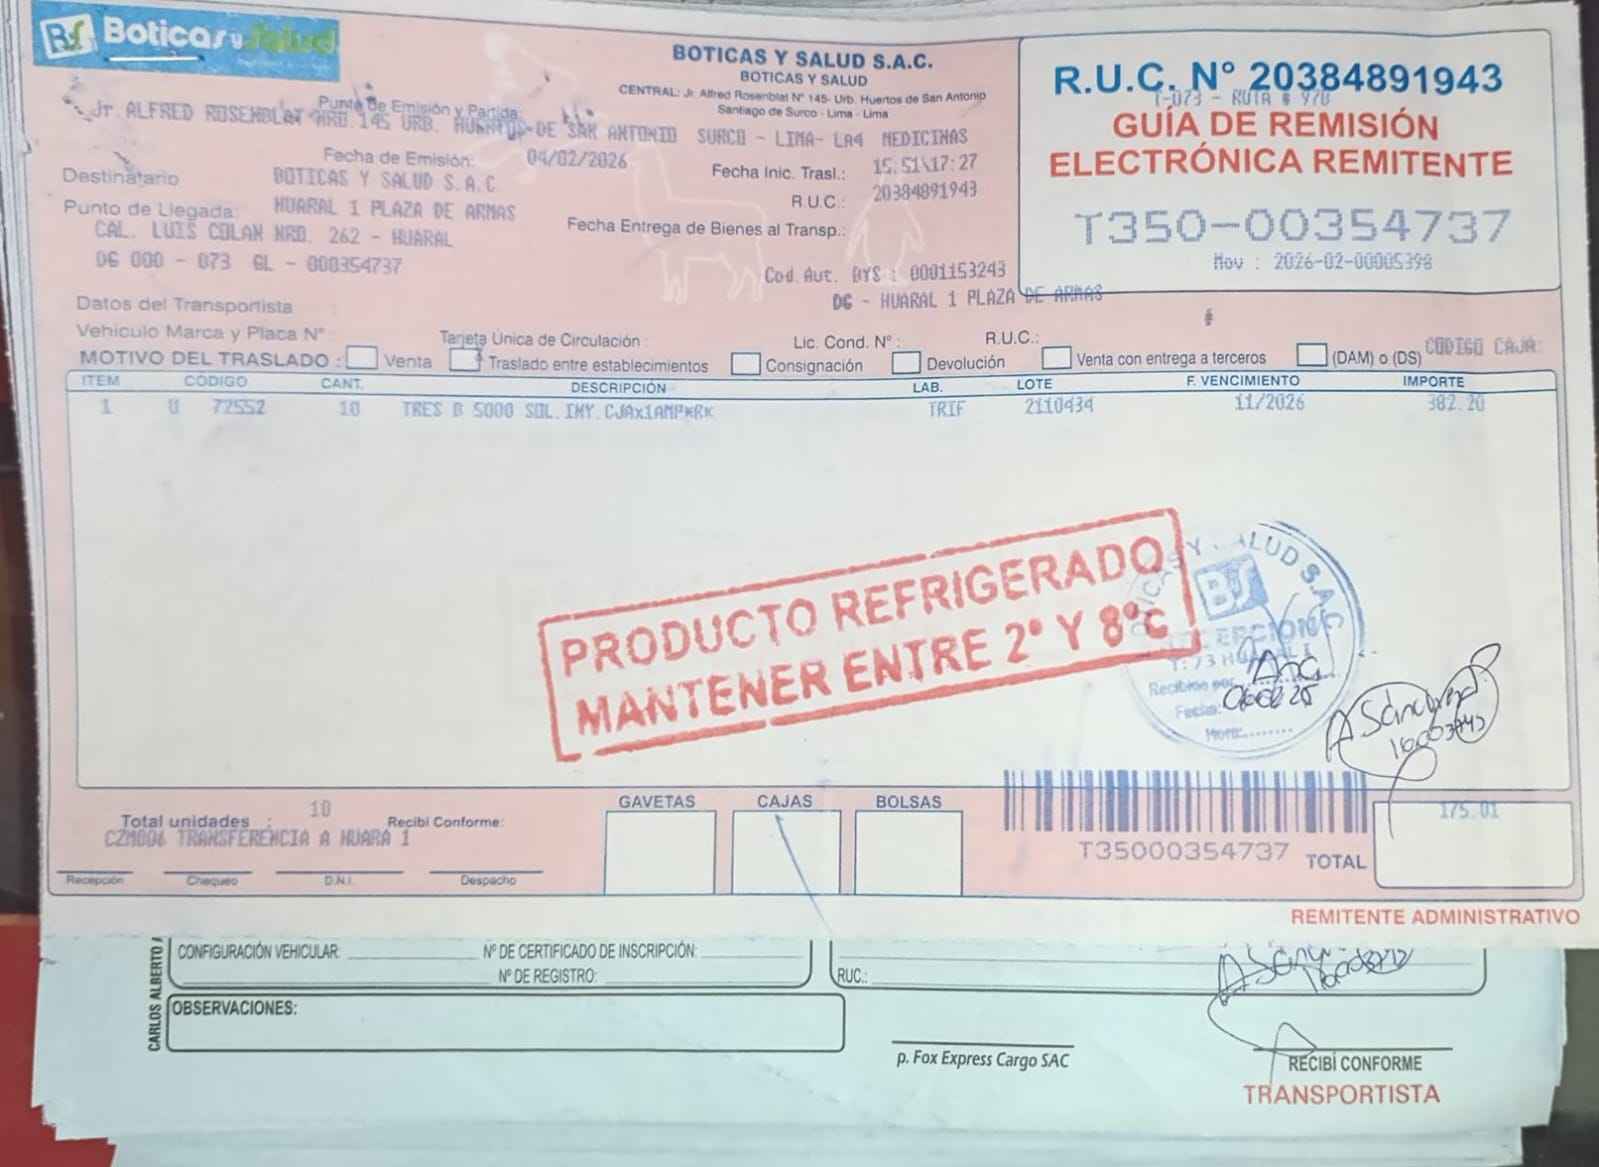 BS Boticas y Salud
BOTICAS Y SALUD S.A.C.
BOTICAS Y SALUD
CENTRAL: Jr. Alfred Rosenblat N° 145- Urb. Huertos de San Antonio
Santiago de Surco - Lima - Lima
R.U.C. N° 20384891943
T-073 - RUTA # 97B
GUÍA DE REMISIÓN
ELECTRÓNICA REMITENTE
T350-00354737
Mov : 2026-02-00005398
Punto De Emisión y Partida:
Jr. ALFRED ROSENBLAT NRO. 145 URB. HUERTOS DE SAN ANTONIO SURCO - LIMA- LA4 MEDICINAS
Fecha de Emisión: 04/02/2026
Fecha Inic. Trasl.: 15:51\17:27
Destinatario BOTICAS Y SALUD S.A.C.
R.U.C.: 20384891943
Punto de Llegada: HUARAL 1 PLAZA DE ARMAS
CAL. LUIS COLAN NRO. 262 - HUARAL
Fecha Entrega de Bienes al Transp.:
DG 000 - 073 GL - 000354737
Cod. Aut. BYS : 0001153243
DG - HUARAL 1 PLAZA DE ARMAS
Datos del Transportista
#
Vehiculo Marca y Placa N° : Tarjeta Única de Circulación : Lic. Cond. N° : R.U.C.:
CODIGO CAJA:
MOTIVO DEL TRASLADO : Venta Traslado entre establecimientos Consignación Devolución Venta con entrega a terceros (DAM) o (DS)
ITEM CÓDIGO CANT. DESCRIPCIÓN LAB. LOTE F. VENCIMIENTO IMPORTE
1 U 72552 10 TRES B 5000 SOL.INY.CJAx1AMP*RK TRIF 2110434 11/2026 382.20
PRODUCTO REFRIGERADO
MANTENER ENTRE 2° Y 8°C
BOTICAS Y SALUD S.A.C.
BS
RECEPCION
Recibido por
Fecha:
Hora:........
Total unidades : 10 Recibi Conforme:
CZM006 TRANSFERENCIA A HUARA 1
Recepción Chequeo D.N.I. Despacho
GAVETAS CAJAS BOLSAS
T35000354737
TOTAL 175.01
REMITENTE ADMINISTRATIVO
CARLOS ALBERTO
CONFIGURACIÓN VEHICULAR: Nº DE CERTIFICADO DE INSCRIPCIÓN:
Nº DE REGISTRO:
RUC.:
OBSERVACIONES:
p. Fox Express Cargo SAC
RECIBÍ CONFORME
TRANSPORTISTA